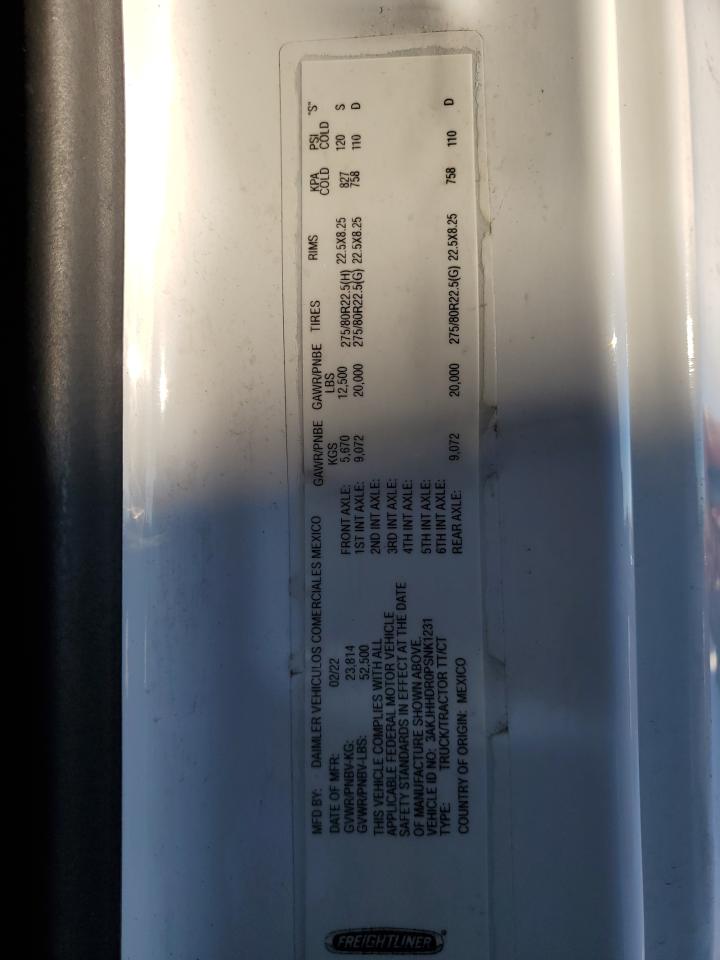 FREIGHTLINER
MFD BY: DAIMLER VEHICULOS COMERCIALES MEXICO
DATE OF MFR: 02/22
GVWR/PNBV-KG: 23,814
GVWR/PNBV-LBS: 52,500
THIS VEHICLE COMPLIES WITH ALL
APPLICABLE FEDERAL MOTOR VEHICLE
SAFETY STANDARDS IN EFFECT AT THE DATE
OF MANUFACTURE SHOWN ABOVE.
VEHICLE ID NO: 3AKJHHDR0PSNK1231
TYPE: TRUCK/TRACTOR TT/CT
COUNTRY OF ORIGIN: MEXICO
GAWR/PNBE GAWR/PNBE TIRES RIMS KPA PSI "S"
KGS LBS COLD COLD
FRONT AXLE: 5,670 12,500 275/80R22.5(H) 22.5X8.25 827 120 S
1ST INT AXLE: 9,072 20,000 275/80R22.5(G) 22.5X8.25 758 110 D
2ND INT AXLE:
3RD INT AXLE:
4TH INT AXLE:
5TH INT AXLE:
6TH INT AXLE:
REAR AXLE: 9,072 20,000 275/80R22.5(G) 22.5X8.25 758 110 D